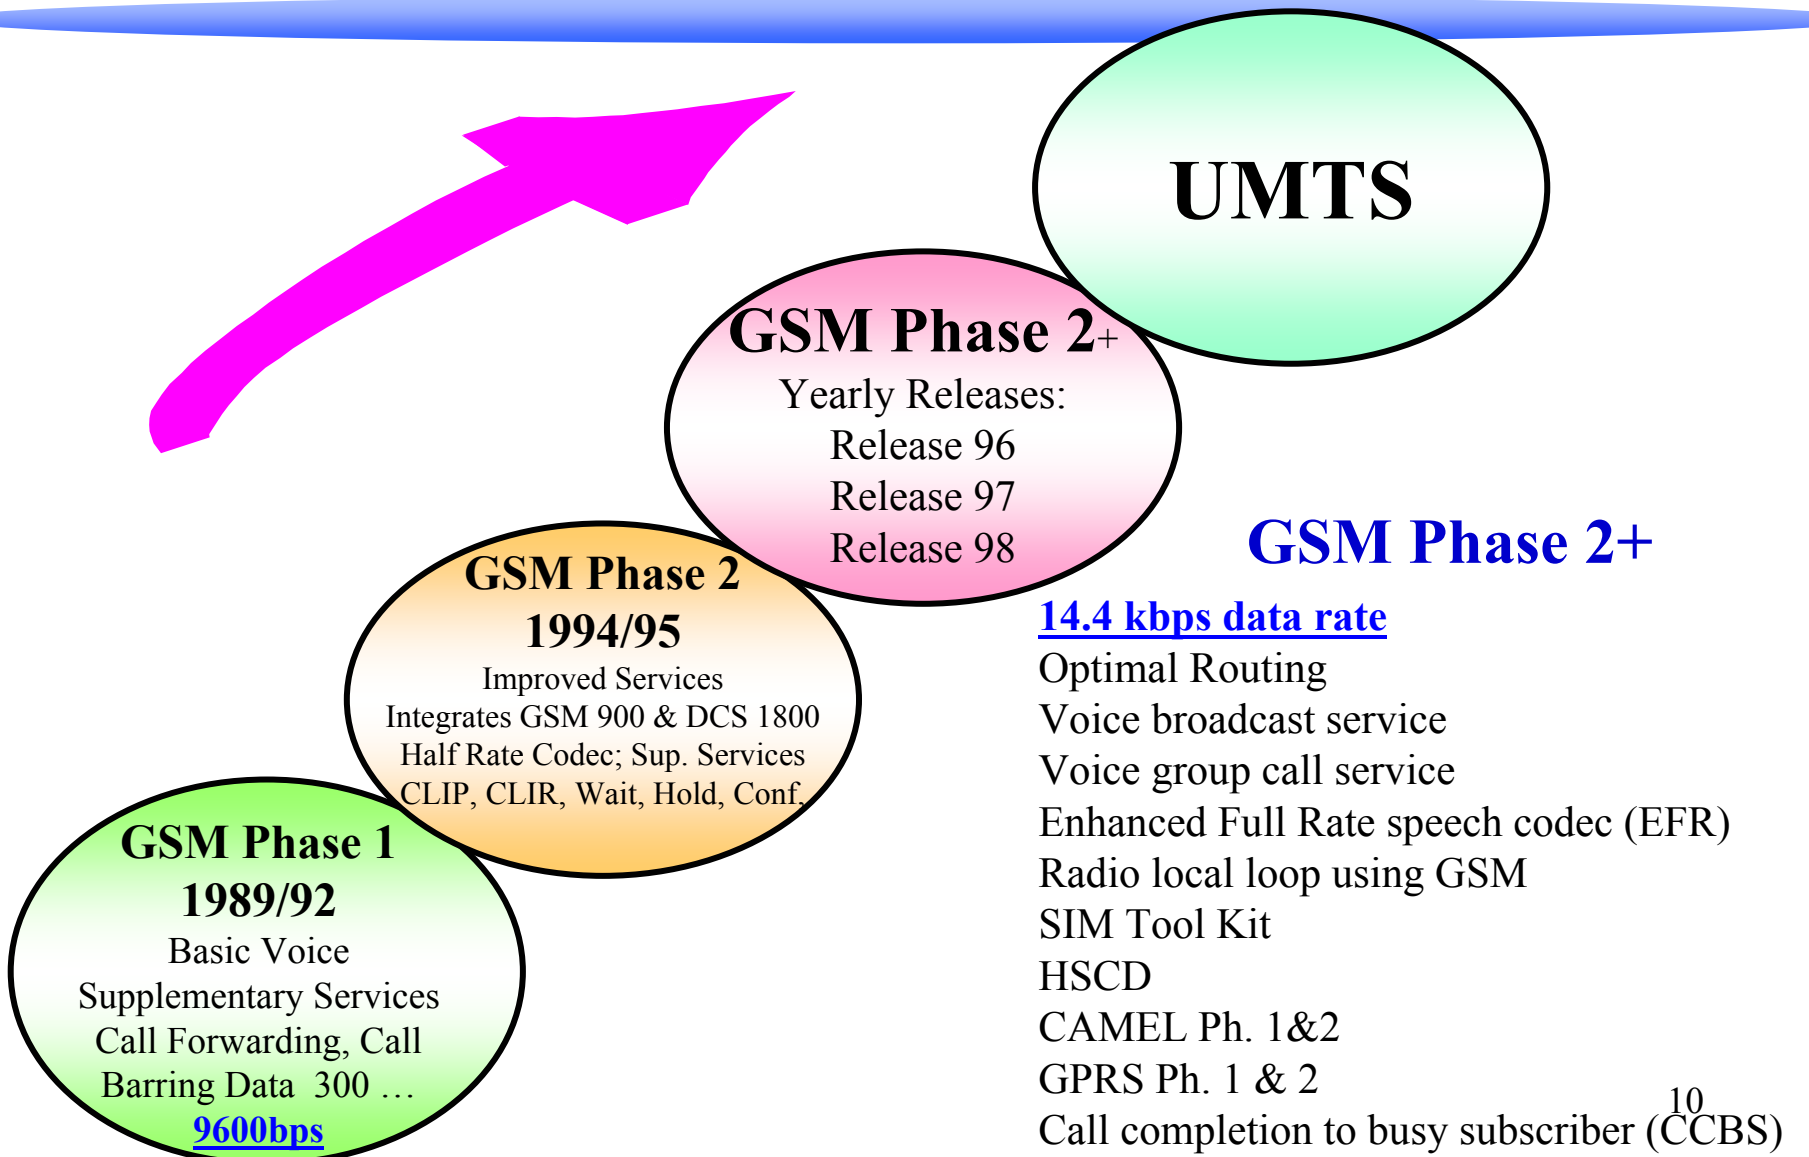 UMTS
GSM Phase 2+
Yearly Releases:
Release 96
Release 97
Release 98
GSM Phase 2
1994/95
Improved Services
Integrates GSM 900 & DCS 1800
Half Rate Codec; Sup. Services
CLIP, CLIR, Wait, Hold, Conf,
GSM Phase 1
1989/92
Basic Voice
Supplementary Services
Call Forwarding, Call
Barring Data 300 …
9600bps
GSM Phase 2+
14.4 kbps data rate
Optimal Routing
Voice broadcast service
Voice group call service
Enhanced Full Rate speech codec (EFR)
Radio local loop using GSM
SIM Tool Kit
HSCD
CAMEL Ph. 1&2
GPRS Ph. 1 & 2
Call completion to busy subscriber (CCBS)
10